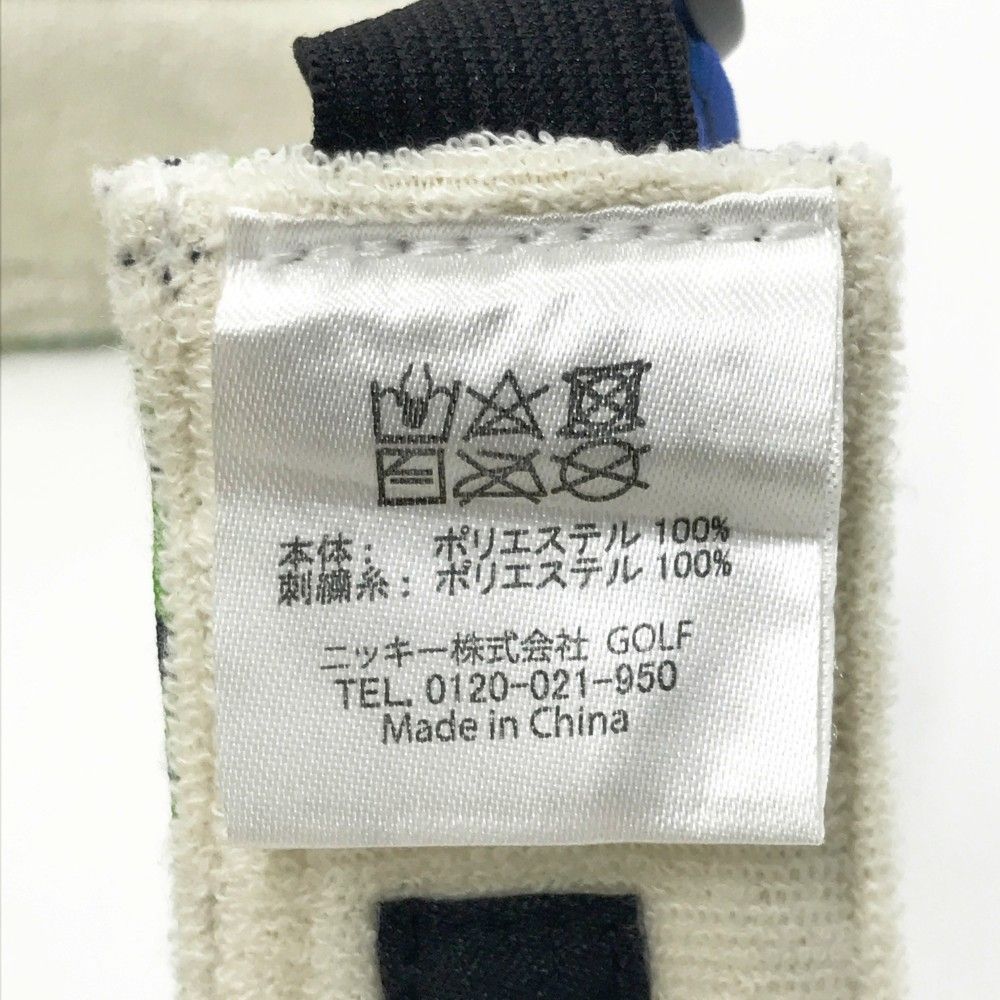 本体： ポリエステル 100%
刺繍糸：ポリエステル 100%
ニッキー株式会社 GOLF
TEL. 0120-021-950
Made in China